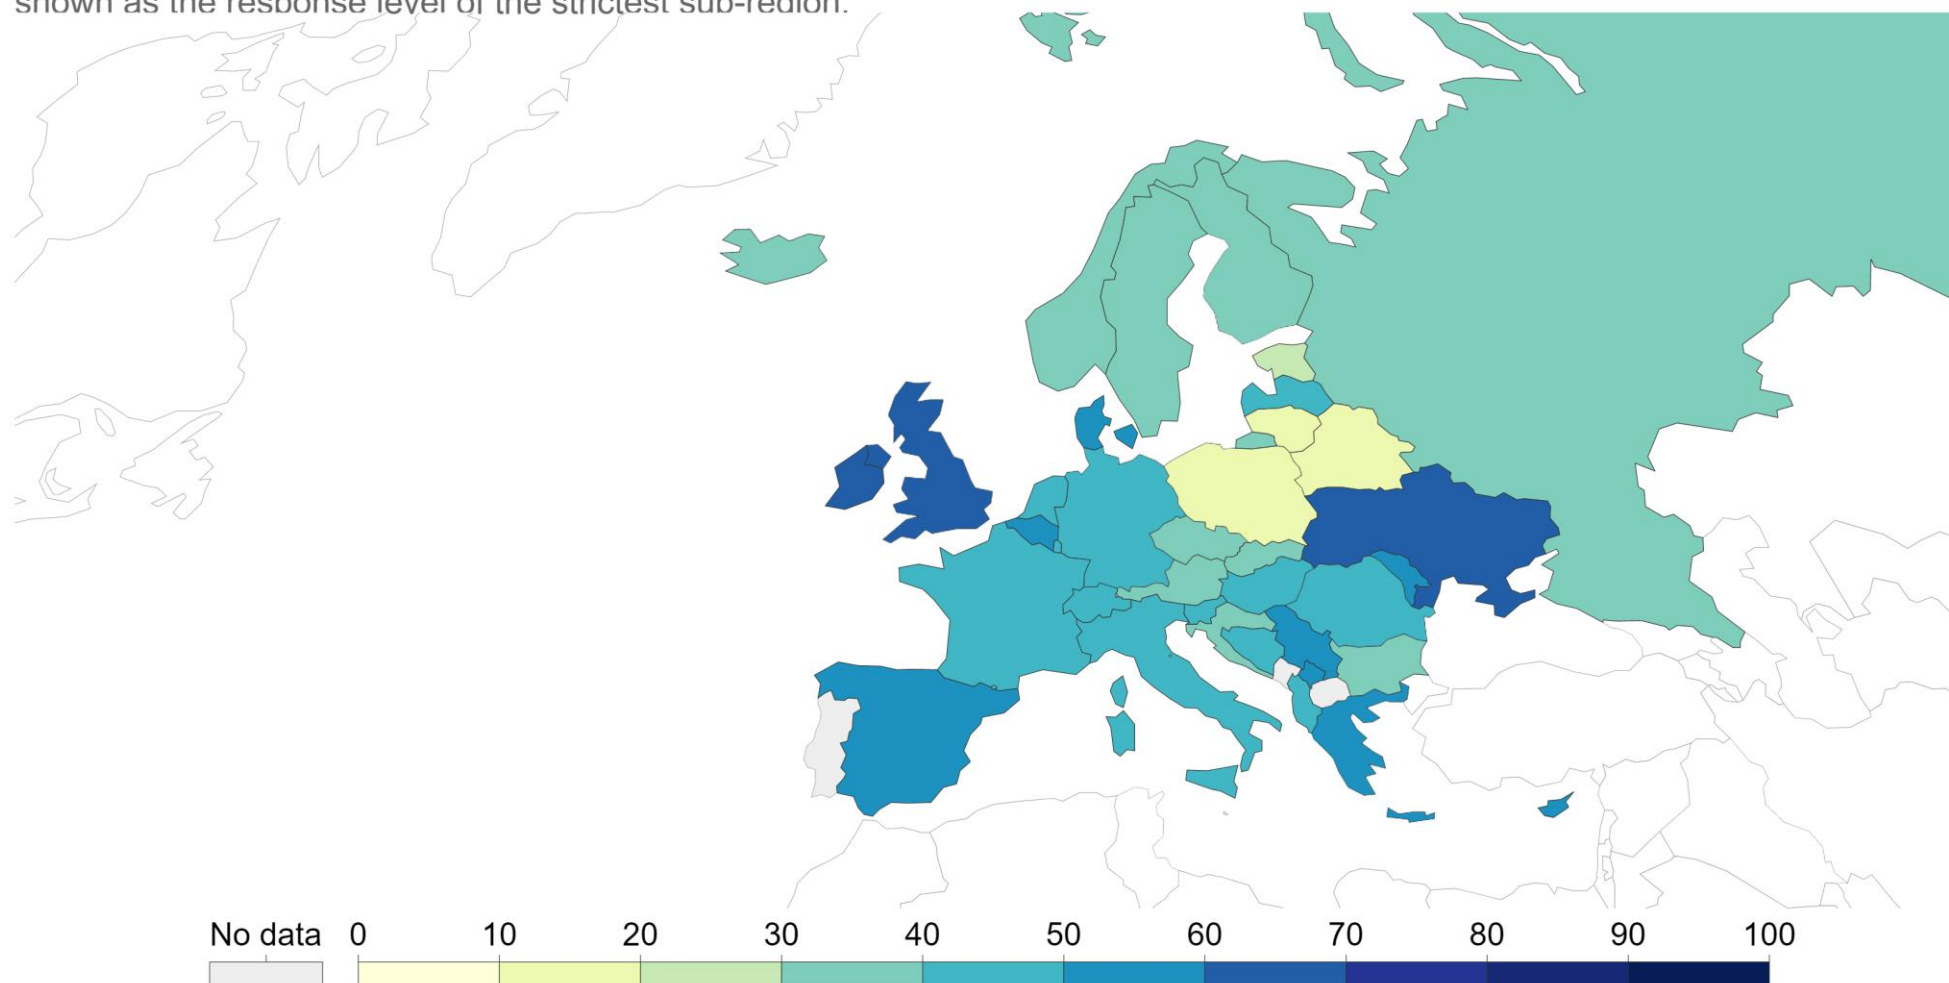 shown as the response level of the strictest sub-region.
No data 0 10 20 30 40 50 60 70 80 90 100